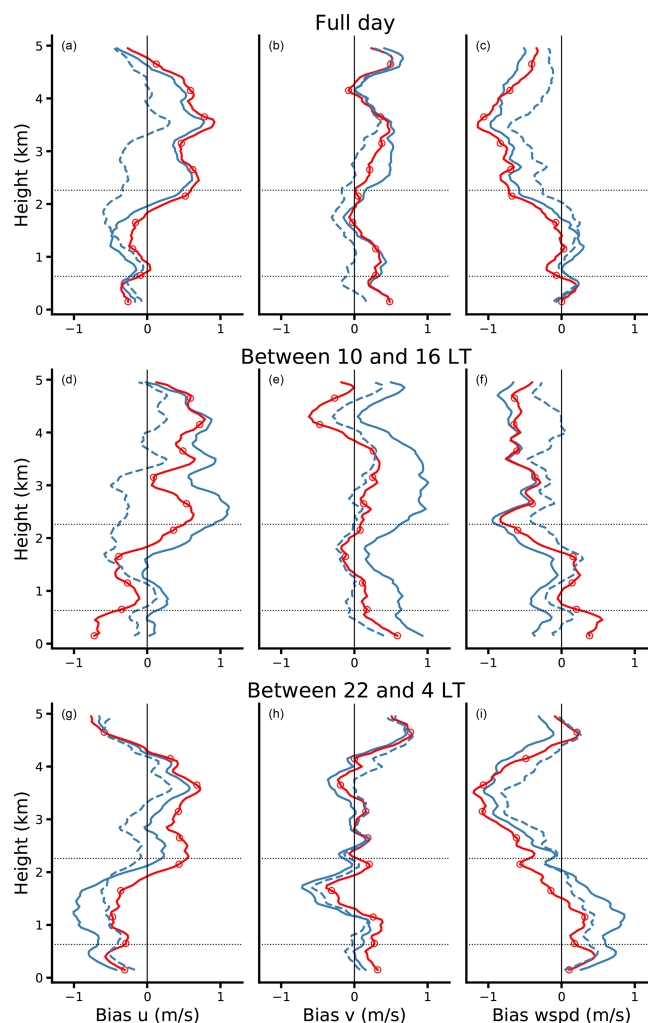 Full day
(a)
(b)
(c)
5
4
3
2
1
0
Height (km)
−1 0 1
−1 0 1
−1 0 1
Between 10 and 16 LT
(d)
(e)
(f)
5
4
3
2
1
0
Height (km)
−1 0 1
−1 0 1
−1 0 1
Between 22 and 4 LT
(g)
(h)
(i)
5
4
3
2
1
0
Height (km)
−1 0 1
−1 0 1
−1 0 1
Bias u (m/s)
Bias v (m/s)
Bias wspd (m/s)